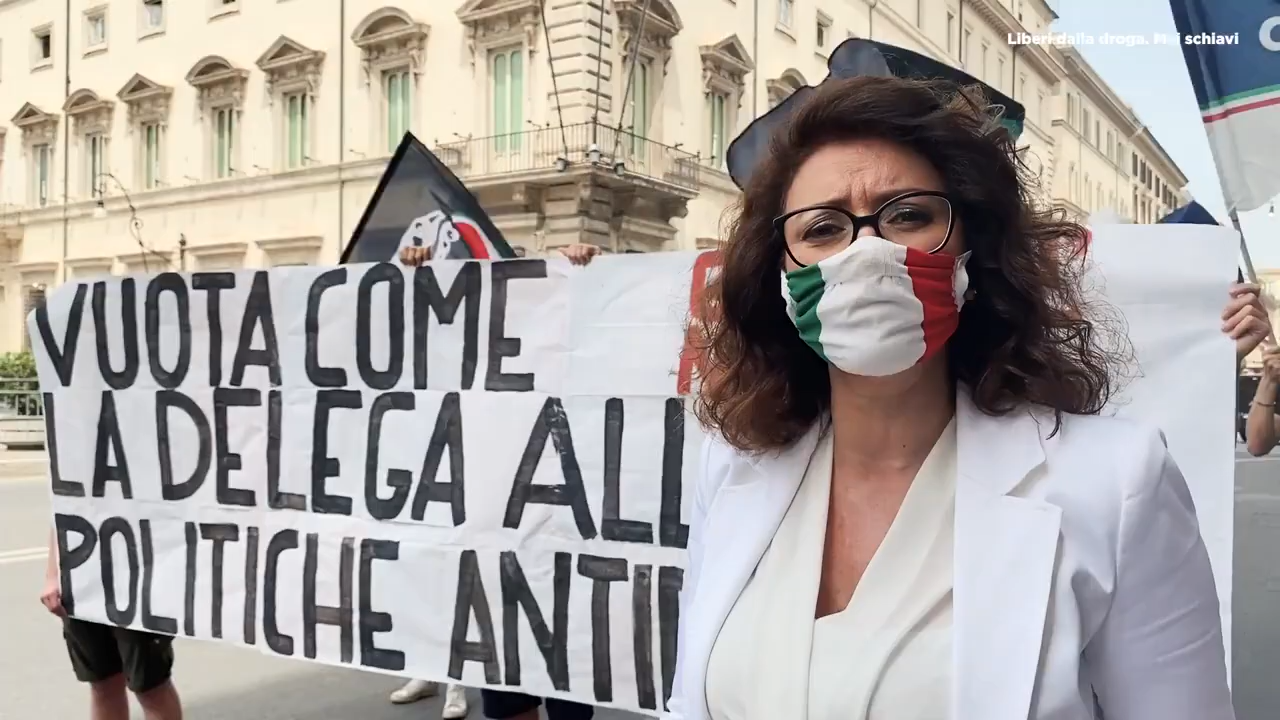 Liberi dalla droga. schiavi
VUOTA COME
LA DELEGA ALL
POLITICHE ANTI